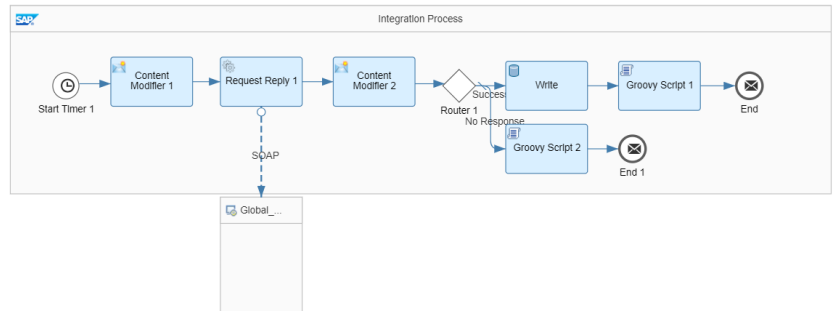 SAP
Integration Process
Start Timer 1
Content
Modifier 1
Request Reply 1
Content
Modifier 2
Router 1
Success
No Response
Write
Groovy Script 1
End
Groovy Script 2
End 1
SOAP
Global_...